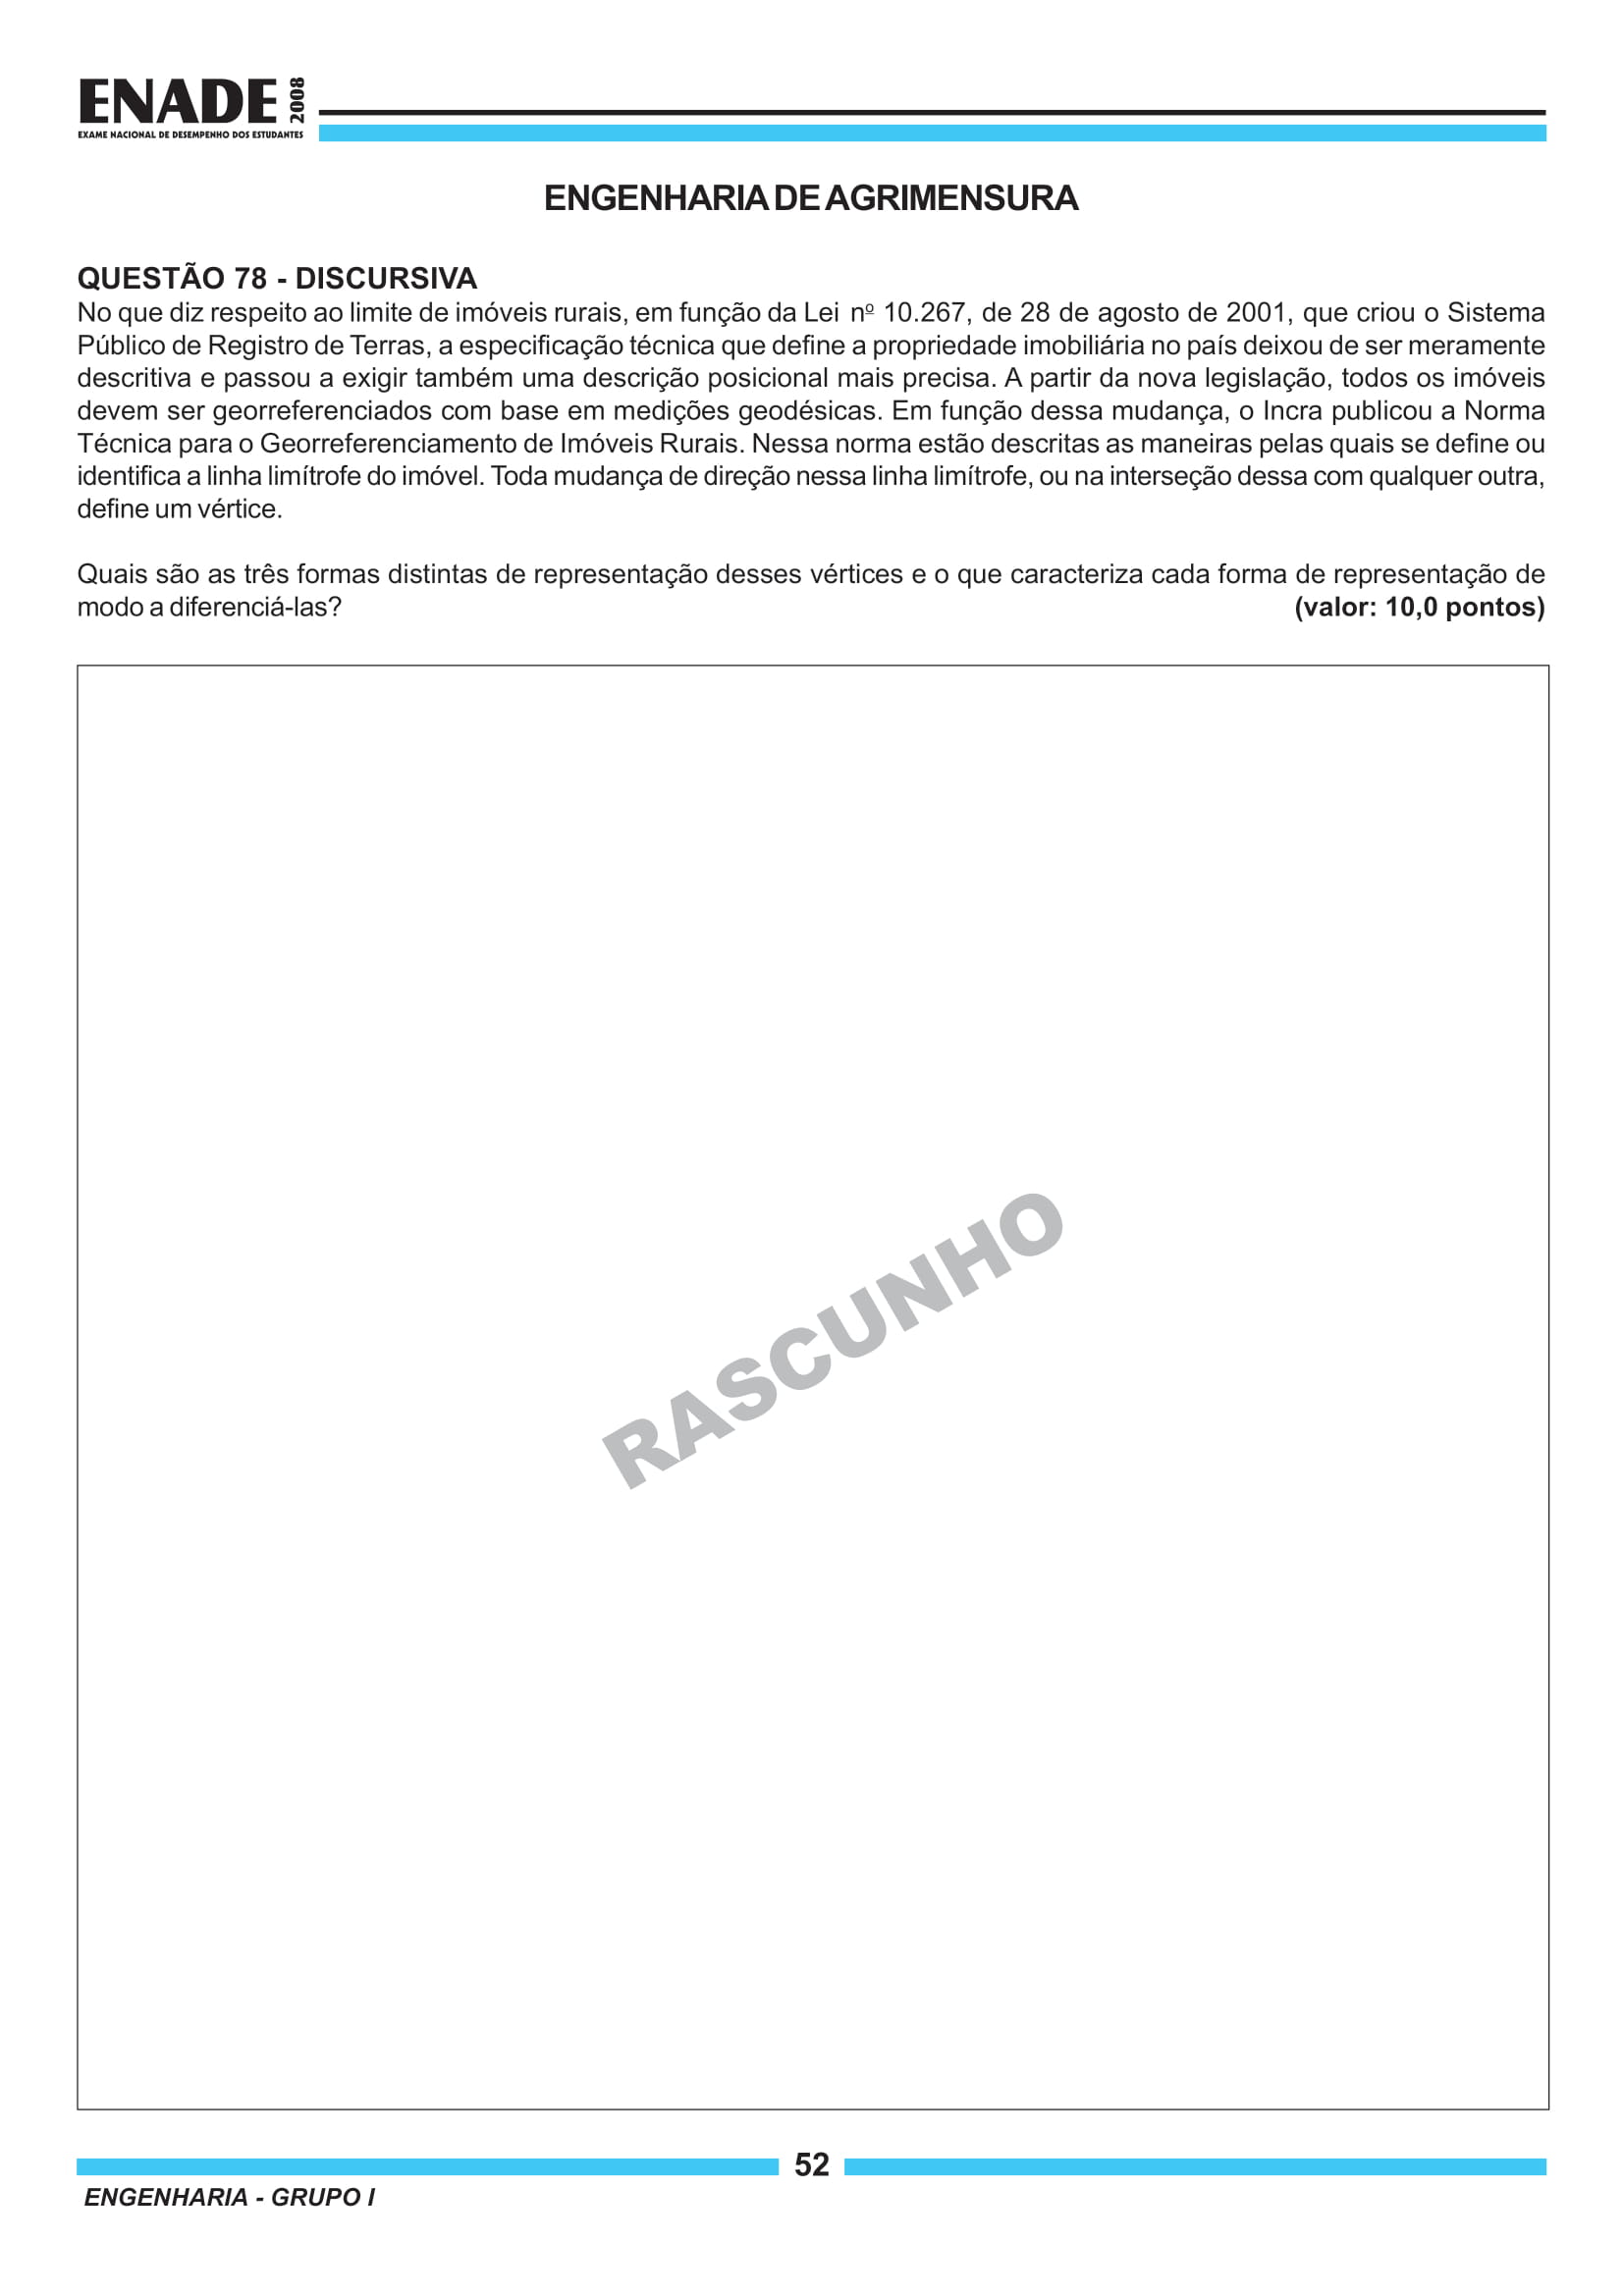 ENADE 2008
EXAME NACIONAL DE DESEMPENHO DOS ESTUDANTES
ENGENHARIA DE AGRIMENSURA
QUESTÃO 78 - DISCURSIVA
No que diz respeito ao limite de imóveis rurais, em função da Lei nº 10.267, de 28 de agosto de 2001, que criou o Sistema
Público de Registro de Terras, a especificação técnica que define a propriedade imobiliária no país deixou de ser meramente
descritiva e passou a exigir também uma descrição posicional mais precisa. A partir da nova legislação, todos os imóveis
devem ser georreferenciados com base em medições geodésicas. Em função dessa mudança, o Incra publicou a Norma
Técnica para o Georreferenciamento de Imóveis Rurais. Nessa norma estão descritas as maneiras pelas quais se define ou
identifica a linha limítrofe do imóvel. Toda mudança de direção nessa linha limítrofe, ou na interseção dessa com qualquer outra,
define um vértice.
Quais são as três formas distintas de representação desses vértices e o que caracteriza cada forma de representação de
modo a diferenciá-las? (valor: 10,0 pontos)
RASCUNHO
52
ENGENHARIA - GRUPO I